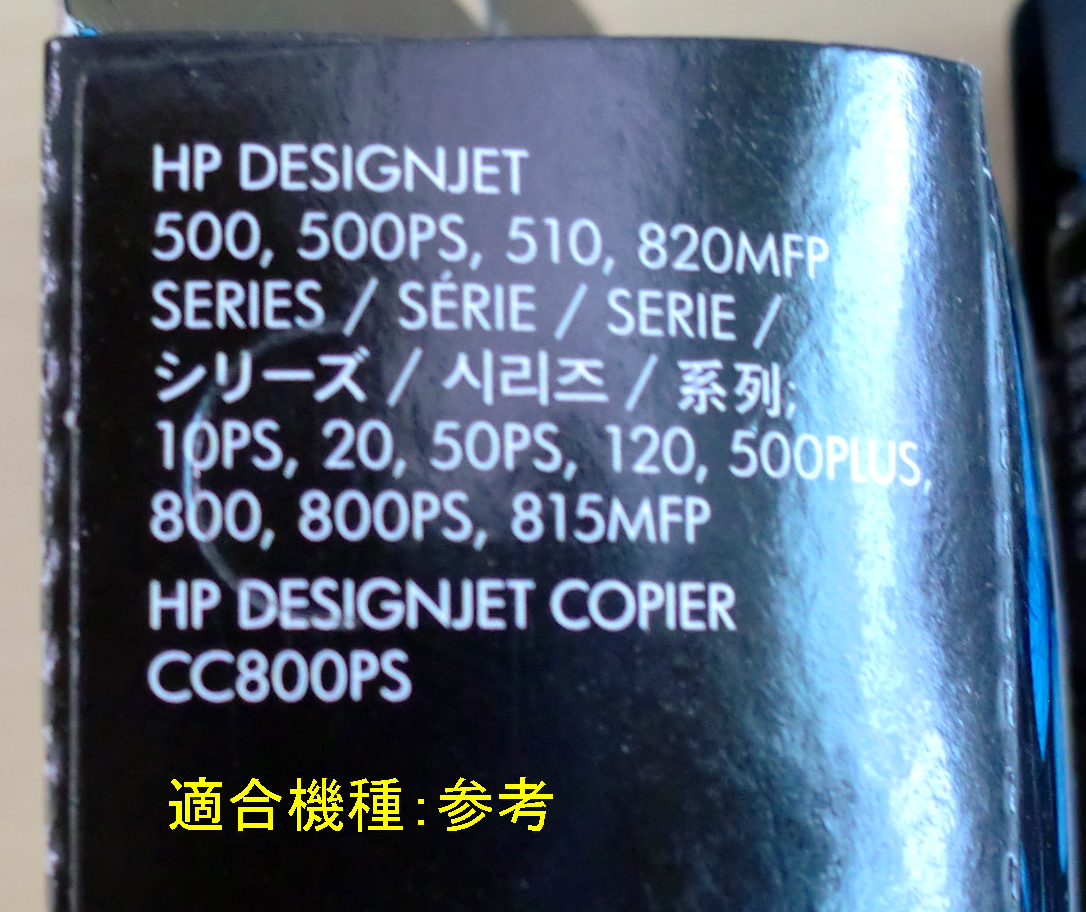 HP DESIGNJET
500, 500PS, 510, 820MFP
SERIES / SÉRIE / SERIE /
シリーズ / 시리즈 / 系列;
10PS, 20, 50PS, 120, 500PLUS,
800, 800PS, 815MFP
HP DESIGNJET COPIER
CC800PS
適合機種:参考